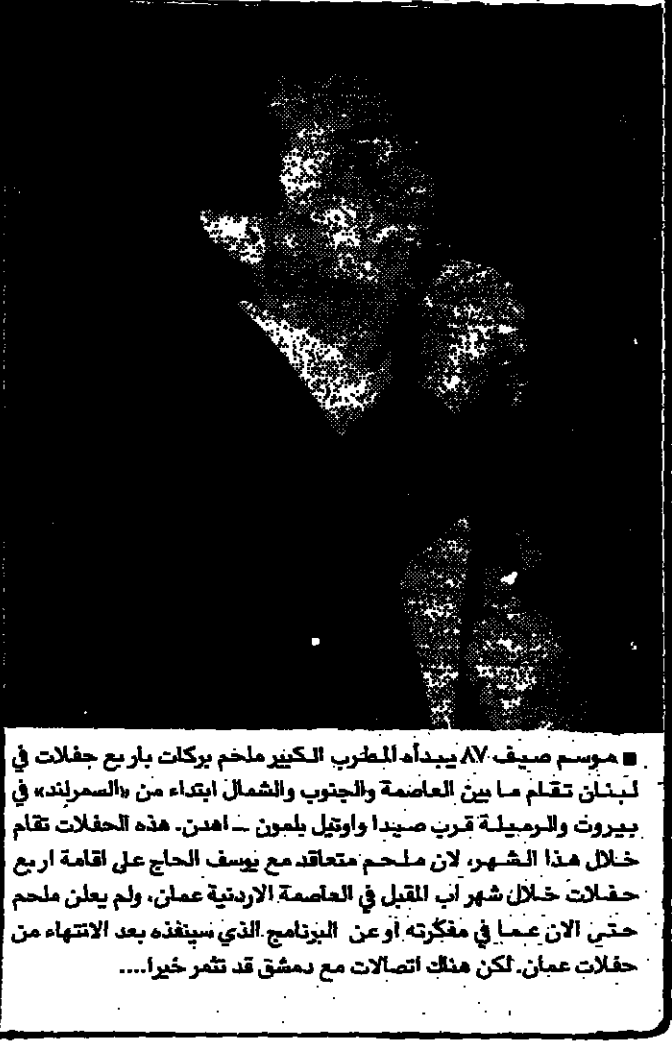 ■ موسم صيف ٨٧ يبدأه المطرب الكبير ملحم بركات باربع حفلات في
لبنان تقام ما بين العاصمة والجنوب والشمال ابتداء من «السمرلند» في
بيروت والرميلة قرب صيدا واوتيل بلمون ــ اهدن. هذه الحفلات تقام
خلال هذا الشهر، لان ملحم متعاقد مع يوسف الحاج على اقامة اربع
حفلات خلال شهر آب المقبل في العاصمة الاردنية عمان، ولم يعلن ملحم
حتى الان عما في مفكرته او عن البرنامج الذي سينفذه بعد الانتهاء من
حفلات عمان. لكن هناك اتصالات مع دمشق قد تثمر خيرا....